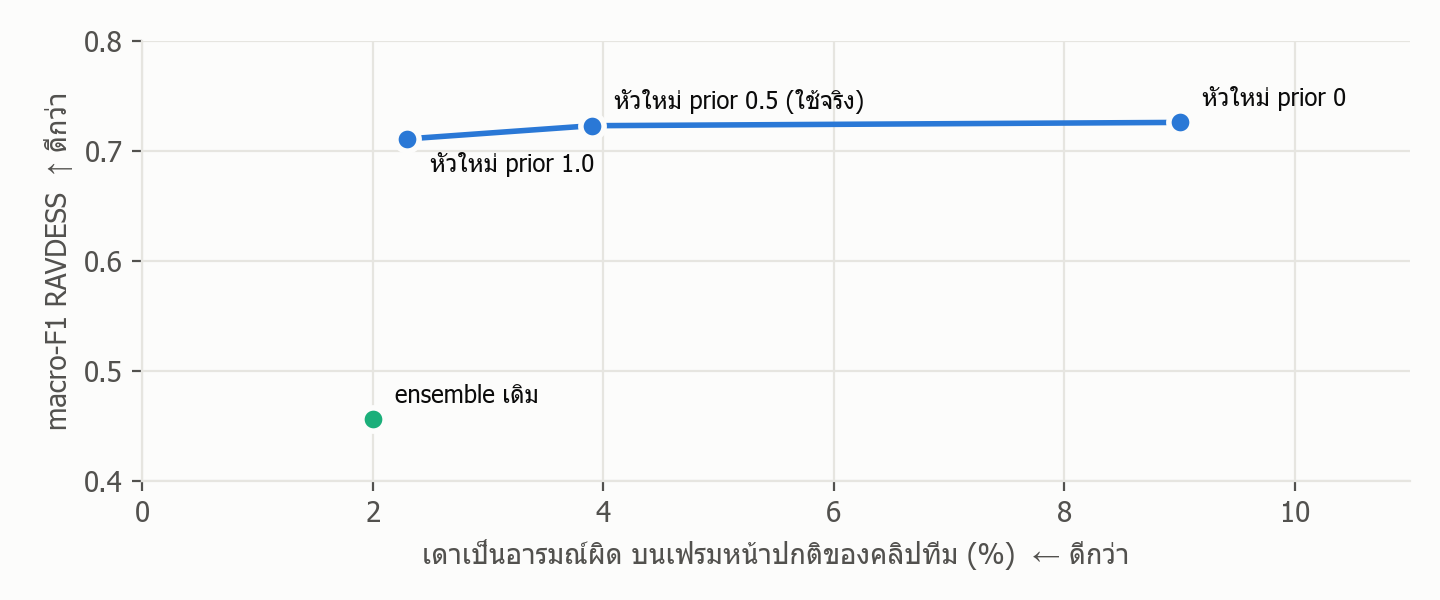 0.8
0.7
0.6
0.5
0.4
macro-F1 RAVDESS ↑ ดีกว่า
หัวใหม่ prior 0.5 (ใช้จริง)
หัวใหม่ prior 0
หัวใหม่ prior 1.0
ensemble เดิม
0 2 4 6 8 10
เดาเป็นอารมณ์ผิด บนเฟรมหน้าปกติของคลิปทีม (%) ← ดีกว่า